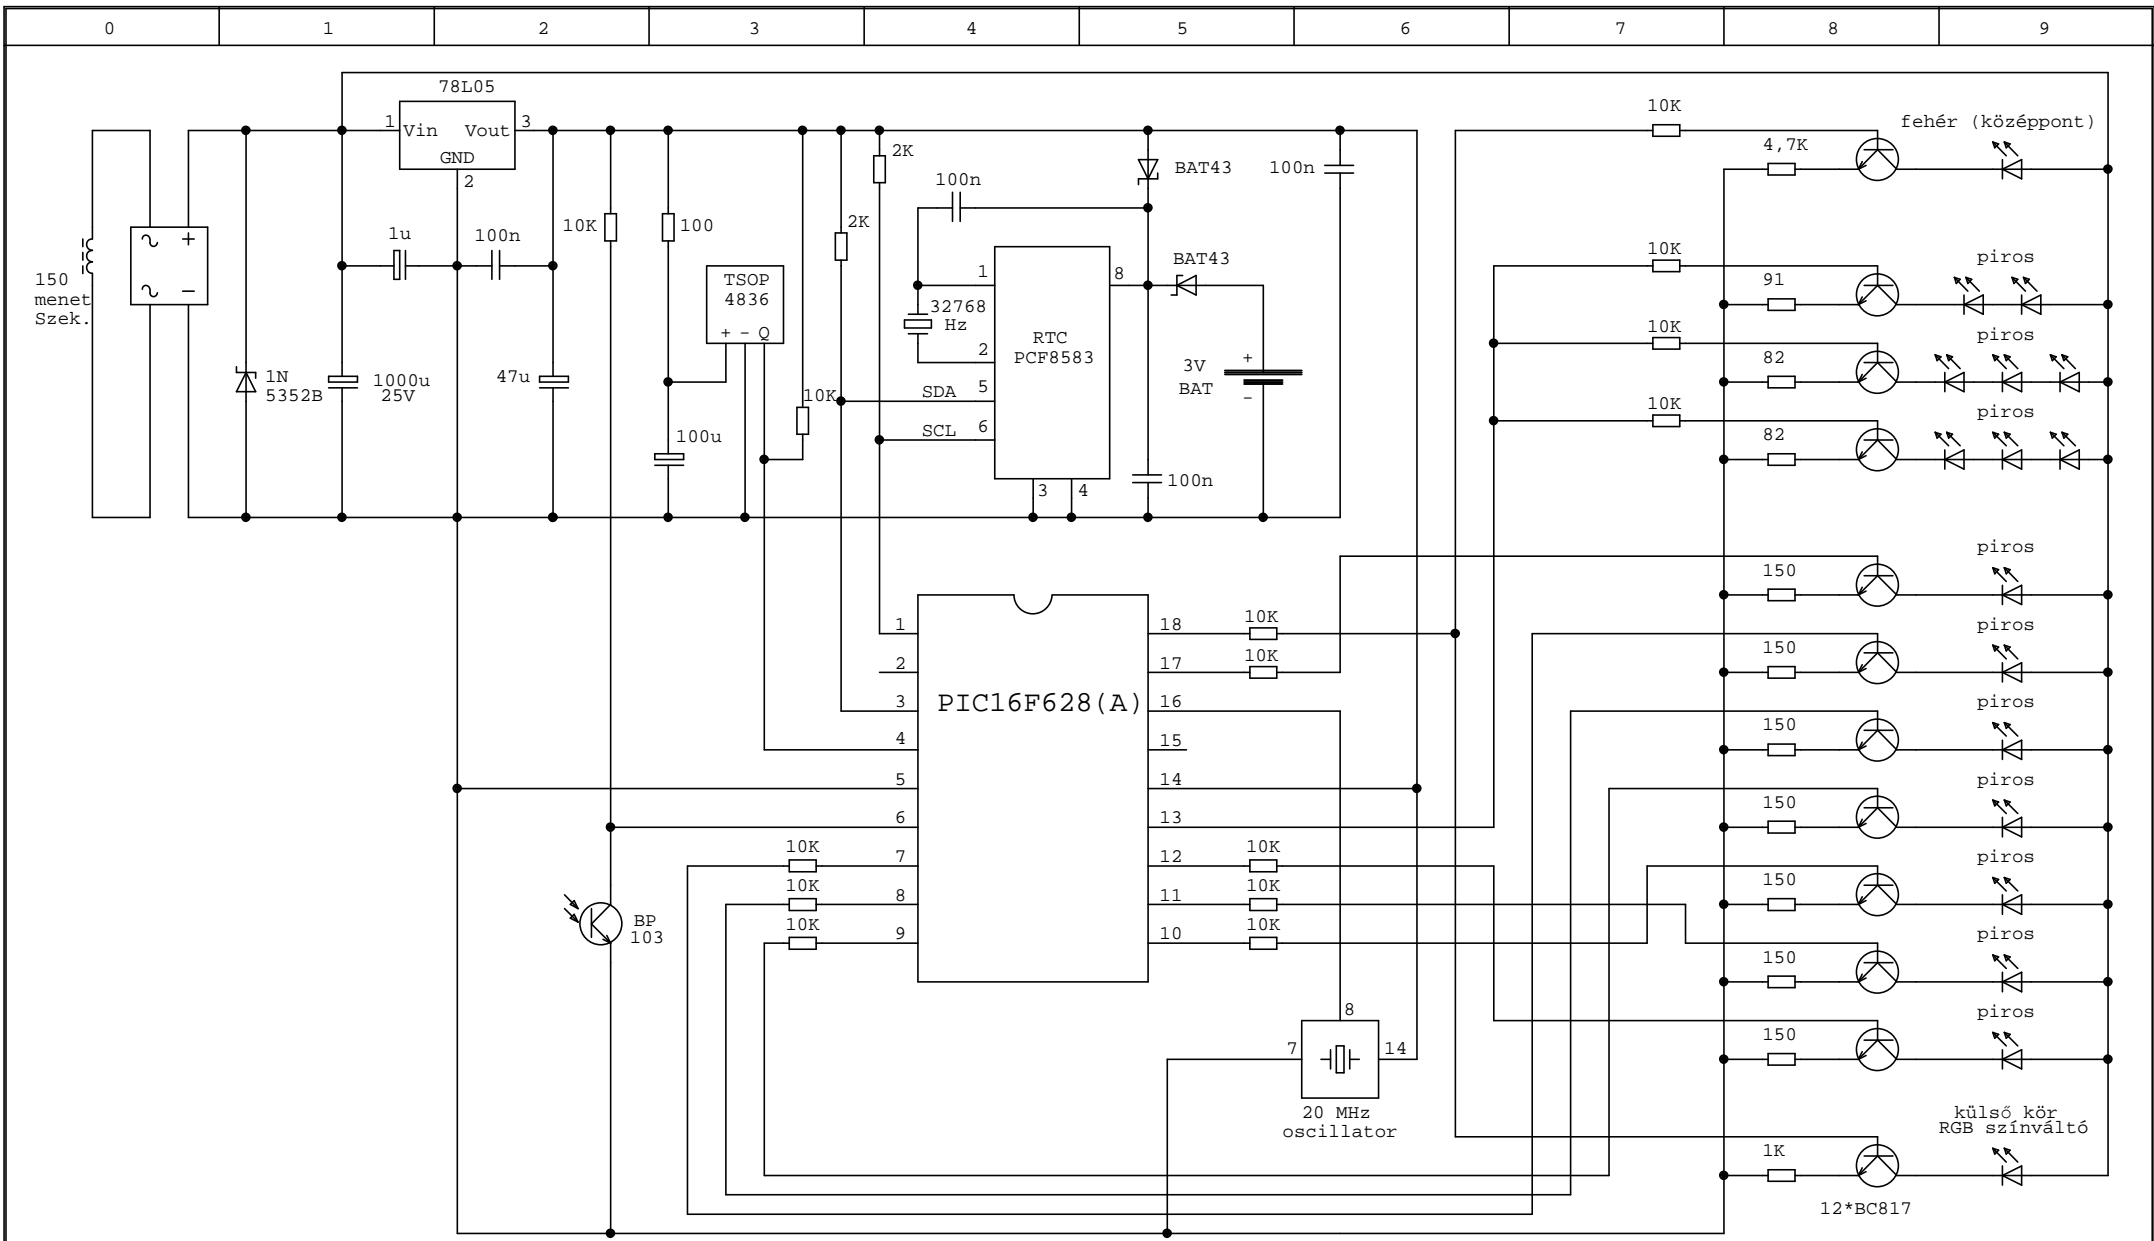 0 1 2 3 4 5 6 7 8 9
78L05
1 Vin Vout 3
GND
2
150
menet
Szek.
+
−
1N
5352B
1u
1000u
25V
100n
47u
10K
100
TSOP
4836
+ − Q
100u
10K
2K
2K
100n
32768
Hz
1
2
SDA 5
SCL 6
8
RTC
PCF8583
3 4
BAT43
BAT43
100n
100n
+
3V
BAT
−
10K
fehér (középpont)
4,7K
10K
piros
91
10K
piros
82
10K
piros
82
piros
150
piros
150
piros
150
piros
150
piros
150
piros
150
piros
150
külső kör
RGB színváltó
1K
12*BC817
PIC16F628(A)
1 18 10K
2 17 10K
3 16
4 15
5 14
6 13
10K 7 12 10K
10K 8 11 10K
10K 9 10 10K
BP
103
8
7 14
20 MHz
oscillator